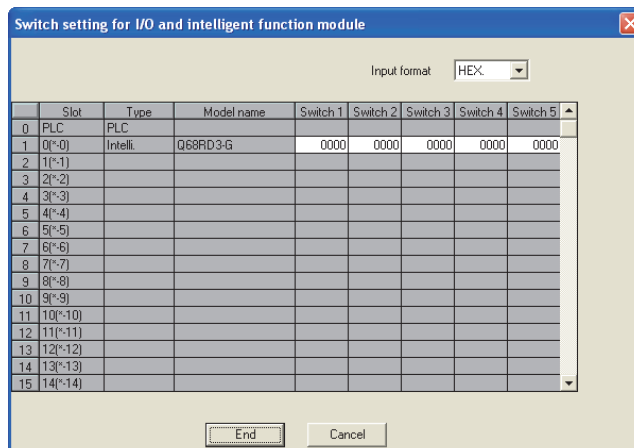 Switch setting for I/O and intelligent function module
Input format HEX.
Slot Type Model name Switch 1 Switch 2 Switch 3 Switch 4 Switch 5
0 PLC PLC
1 0(*-0) Intelli. Q68RD3-G 0000 0000 0000 0000 0000
2 1(*-1)
3 2(*-2)
4 3(*-3)
5 4(*-4)
6 5(*-5)
7 6(*-6)
8 7(*-7)
9 8(*-8)
10 9(*-9)
11 10(*-10)
12 11(*-11)
13 12(*-12)
14 13(*-13)
15 14(*-14)
End Cancel